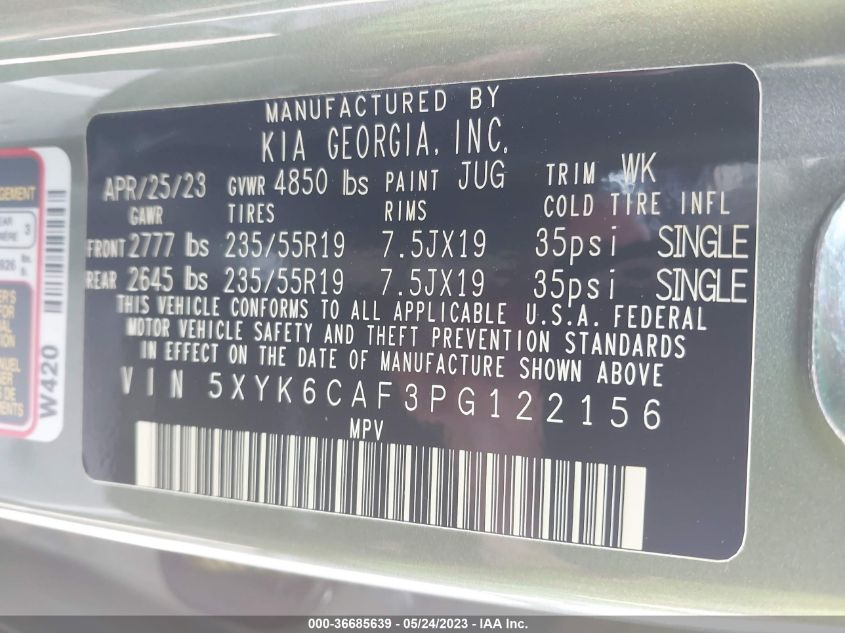 MANUFACTURED BY
KIA GEORGIA, INC.
APR/25/23 GVWR 4850 lbs PAINT JUG TRIM WK
GAWR TIRES RIMS COLD TIRE INFL
FRONT 2777 lbs 235/55R19 7.5JX19 35psi SINGLE
REAR 2645 lbs 235/55R19 7.5JX19 35psi SINGLE
THIS VEHICLE CONFORMS TO ALL APPLICABLE U.S.A. FEDERAL
MOTOR VEHICLE SAFETY AND THEFT PREVENTION STANDARDS
IN EFFECT ON THE DATE OF MANUFACTURE SHOWN ABOVE
VIN 5XYK6CAF3PG122156
MPV
W420
000-36685639 - 05/24/2023 - IAA Inc.